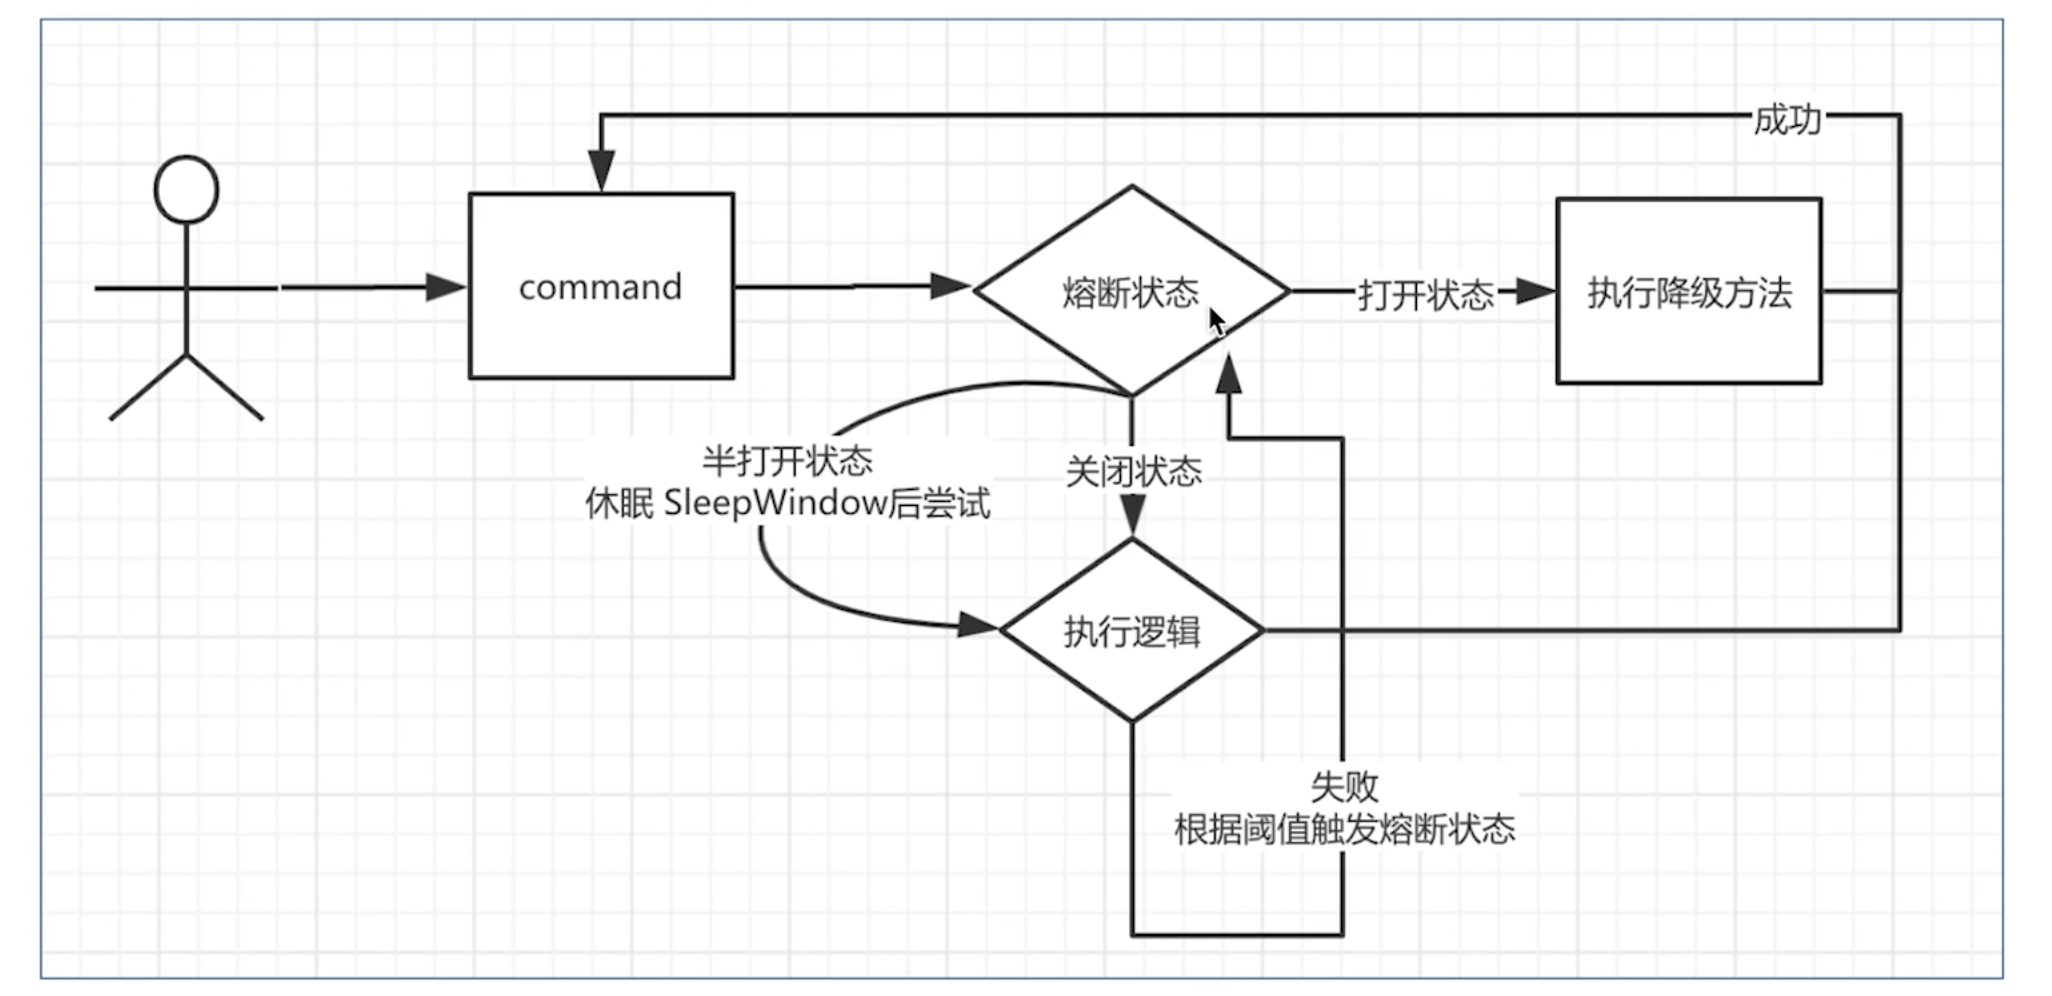 成功
command
熔断状态
打开状态
执行降级方法
半打开状态
休眠 SleepWindow后尝试
关闭状态
执行逻辑
失败
根据阈值触发熔断状态